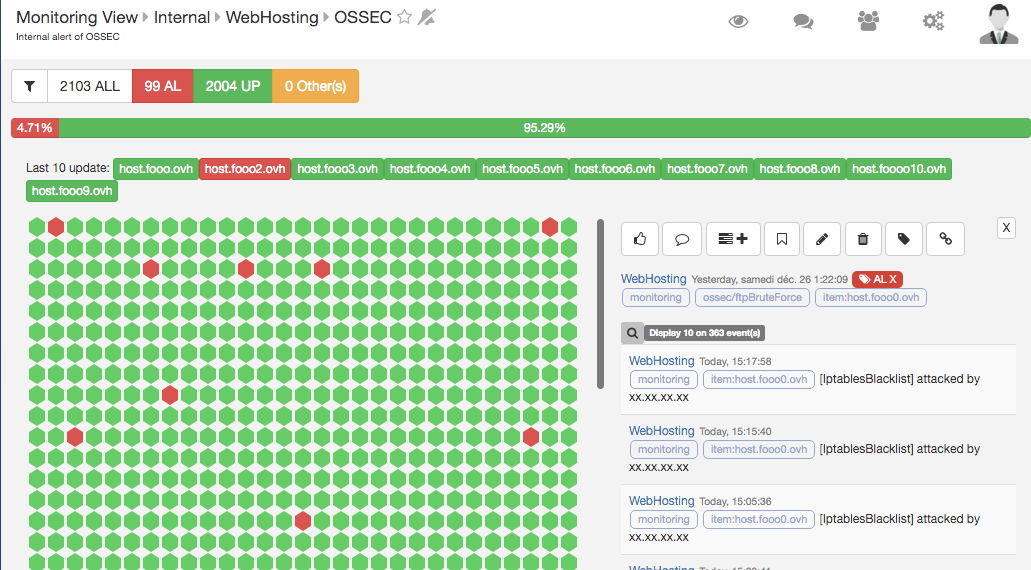 Monitoring View Internal WebHosting OSSEC
Internal alert of OSSEC
2103 ALL 99 AL 2004 UP 0 Other(s)
4.71% 95.29%
Last 10 update: host.fooo.ovh host.fooo2.ovh host.fooo3.ovh host.fooo4.ovh host.fooo5.ovh host.fooo6.ovh host.fooo7.ovh host.fooo8.ovh host.foooo10.ovh
host.fooo9.ovh
X
WebHosting Yesterday, samedi déc. 26 1:22:09 AL X
monitoring ossec/ftpBruteForce item:host.fooo0.ovh
Display 10 on 363 event(s)
WebHosting Today, 15:17:58
monitoring item:host.fooo0.ovh [IptablesBlacklist] attacked by
xx.xx.xx.xx
WebHosting Today, 15:15:40
monitoring item:host.fooo0.ovh [IptablesBlacklist] attacked by
xx.xx.xx.xx
WebHosting Today, 15:05:36
monitoring item:host.fooo0.ovh [IptablesBlacklist] attacked by
xx.xx.xx.xx
WebHosting Today,